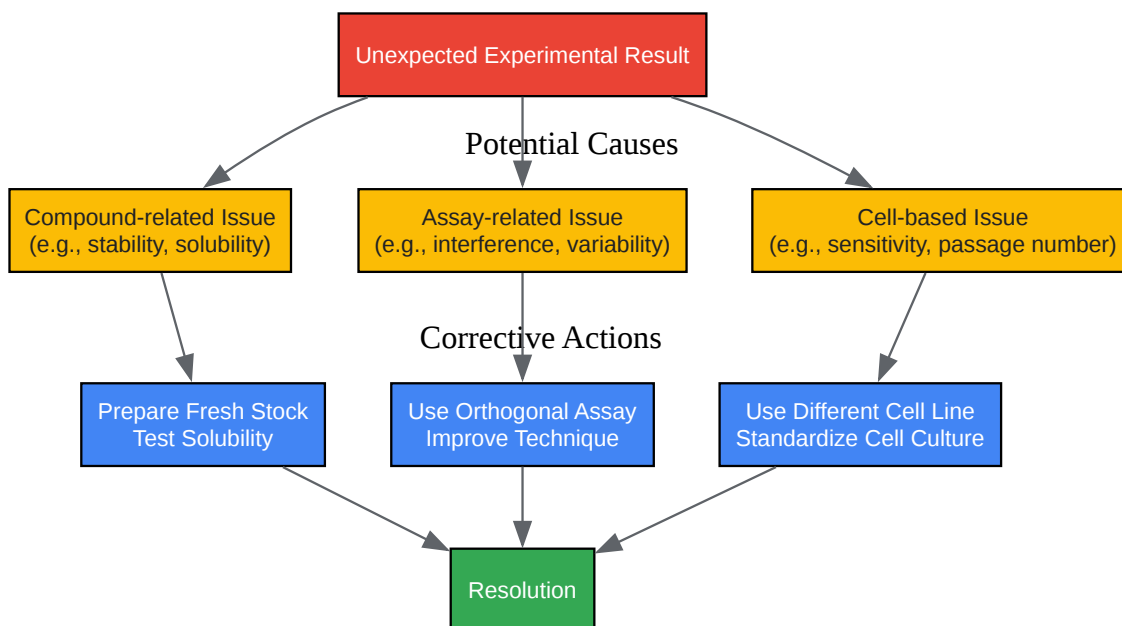 Unexpected Experimental Result
Potential Causes
Compound-related Issue
(e.g., stability, solubility)
Assay-related Issue
(e.g., interference, variability)
Cell-based Issue
(e.g., sensitivity, passage number)
Corrective Actions
Prepare Fresh Stock
Test Solubility
Use Orthogonal Assay
Improve Technique
Use Different Cell Line
Standardize Cell Culture
Resolution